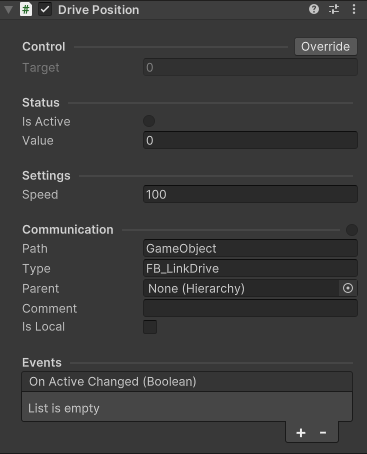 Drive Position
Control Override
Target 0
Status
Is Active
Value 0
Settings
Speed 100
Communication
Path GameObject
Type FB_LinkDrive
Parent None (Hierarchy)
Comment
Is Local
Events
On Active Changed (Boolean)
List is empty
+ -